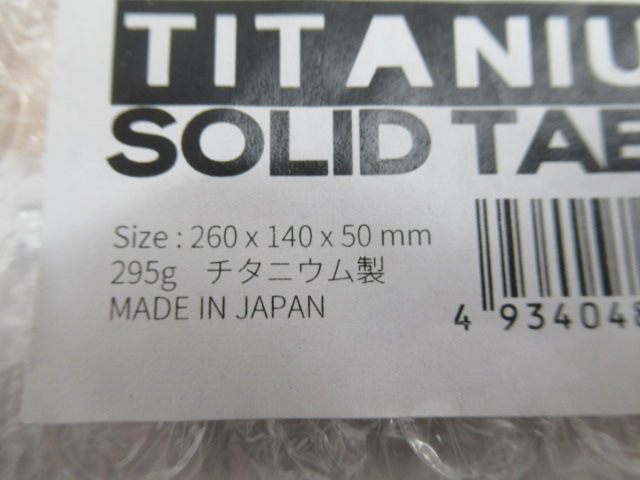 TITANIU
SOLID TAB
Size : 260 x 140 x 50 mm
295g チタニウム製
MADE IN JAPAN
4 934048